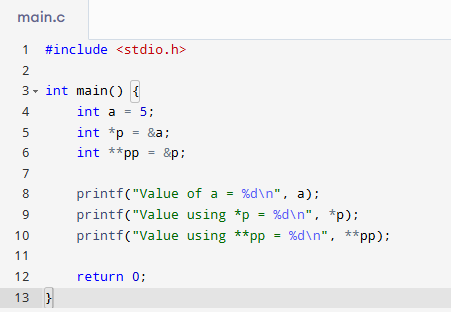 main.c
1 #include <stdio.h>
2
3 int main() {
4     int a = 5;
5     int *p = &a;
6     int **pp = &p;
7
8     printf("Value of a = %d\n", a);
9     printf("Value using *p = %d\n", *p);
10     printf("Value using **pp = %d\n", **pp);
11
12     return 0;
13 }